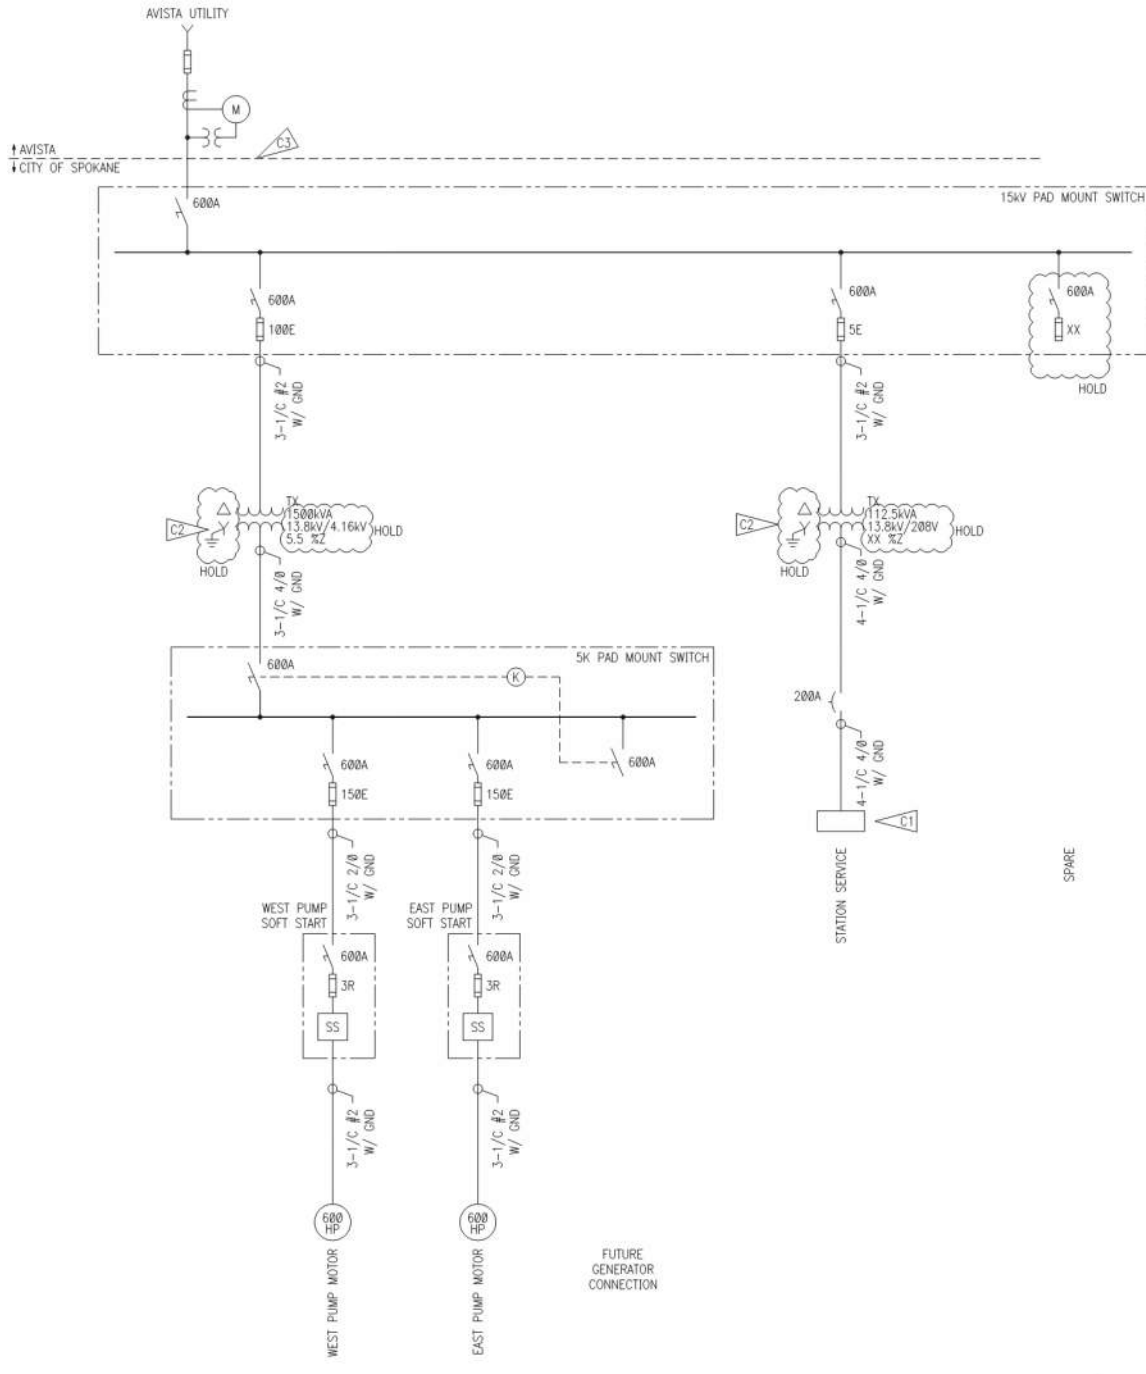 AVISTA UTILITY
M
C3
AVISTA
CITY OF SPOKANE
600A
15kV PAD MOUNT SWITCH
600A
100E
600A
5E
600A
XX
HOLD
3-1/C #2
W/ GND
3-1/C #2
W/ GND
C2
HOLD
TX
1500kVA
13.8kV/4.16kV
5.5 %Z
HOLD
C2
HOLD
TX
112.5kVA
13.8kV/208V
XX %Z
HOLD
3-1/C 4/0
W/ GND
4-1/C 4/0
W/ GND
600A
K
5K PAD MOUNT SWITCH
200A
600A
150E
600A
150E
600A
4-1/C 4/0
W/ GND
C1
STATION SERVICE
SPARE
3-1/C 2/0
W/ GND
3-1/C 2/0
W/ GND
WEST PUMP
SOFT START
EAST PUMP
SOFT START
600A
3R
SS
600A
3R
SS
3-1/C #2
W/ GND
3-1/C #2
W/ GND
600
HP
600
HP
WEST PUMP MOTOR
EAST PUMP MOTOR
FUTURE
GENERATOR
CONNECTION